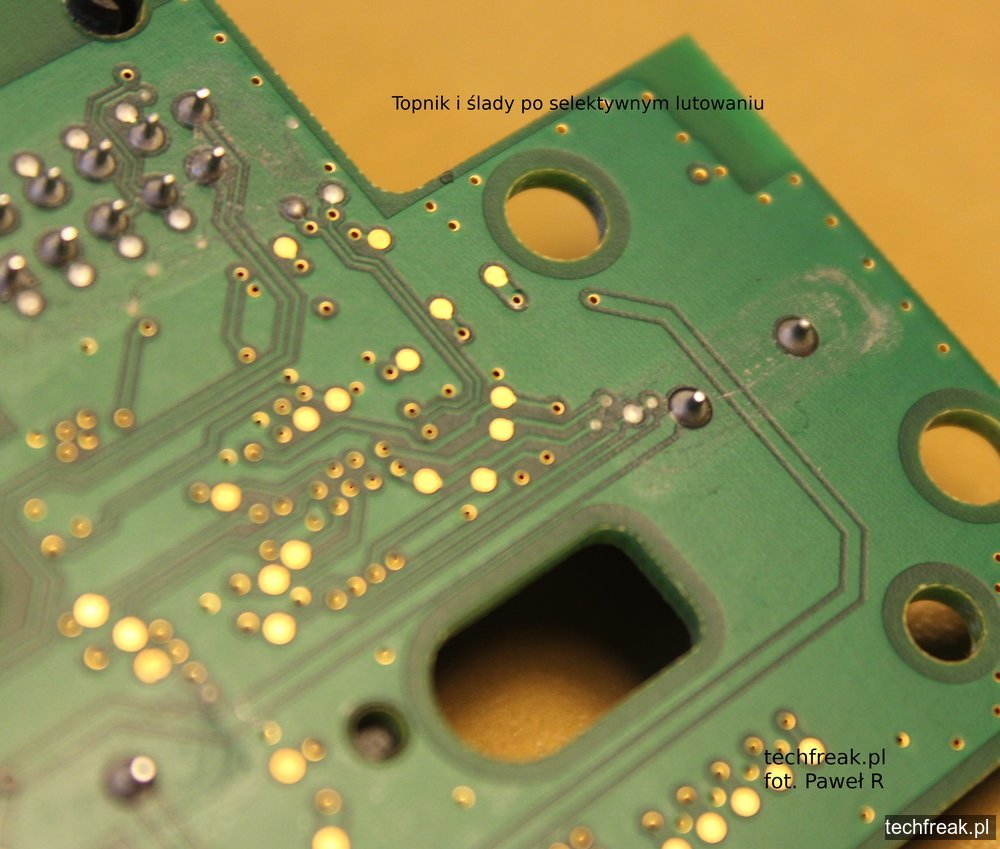 Topnik i ślady po selektywnym lutowaniu
techfreak.pl
fot. Paweł R
techfreak.pl